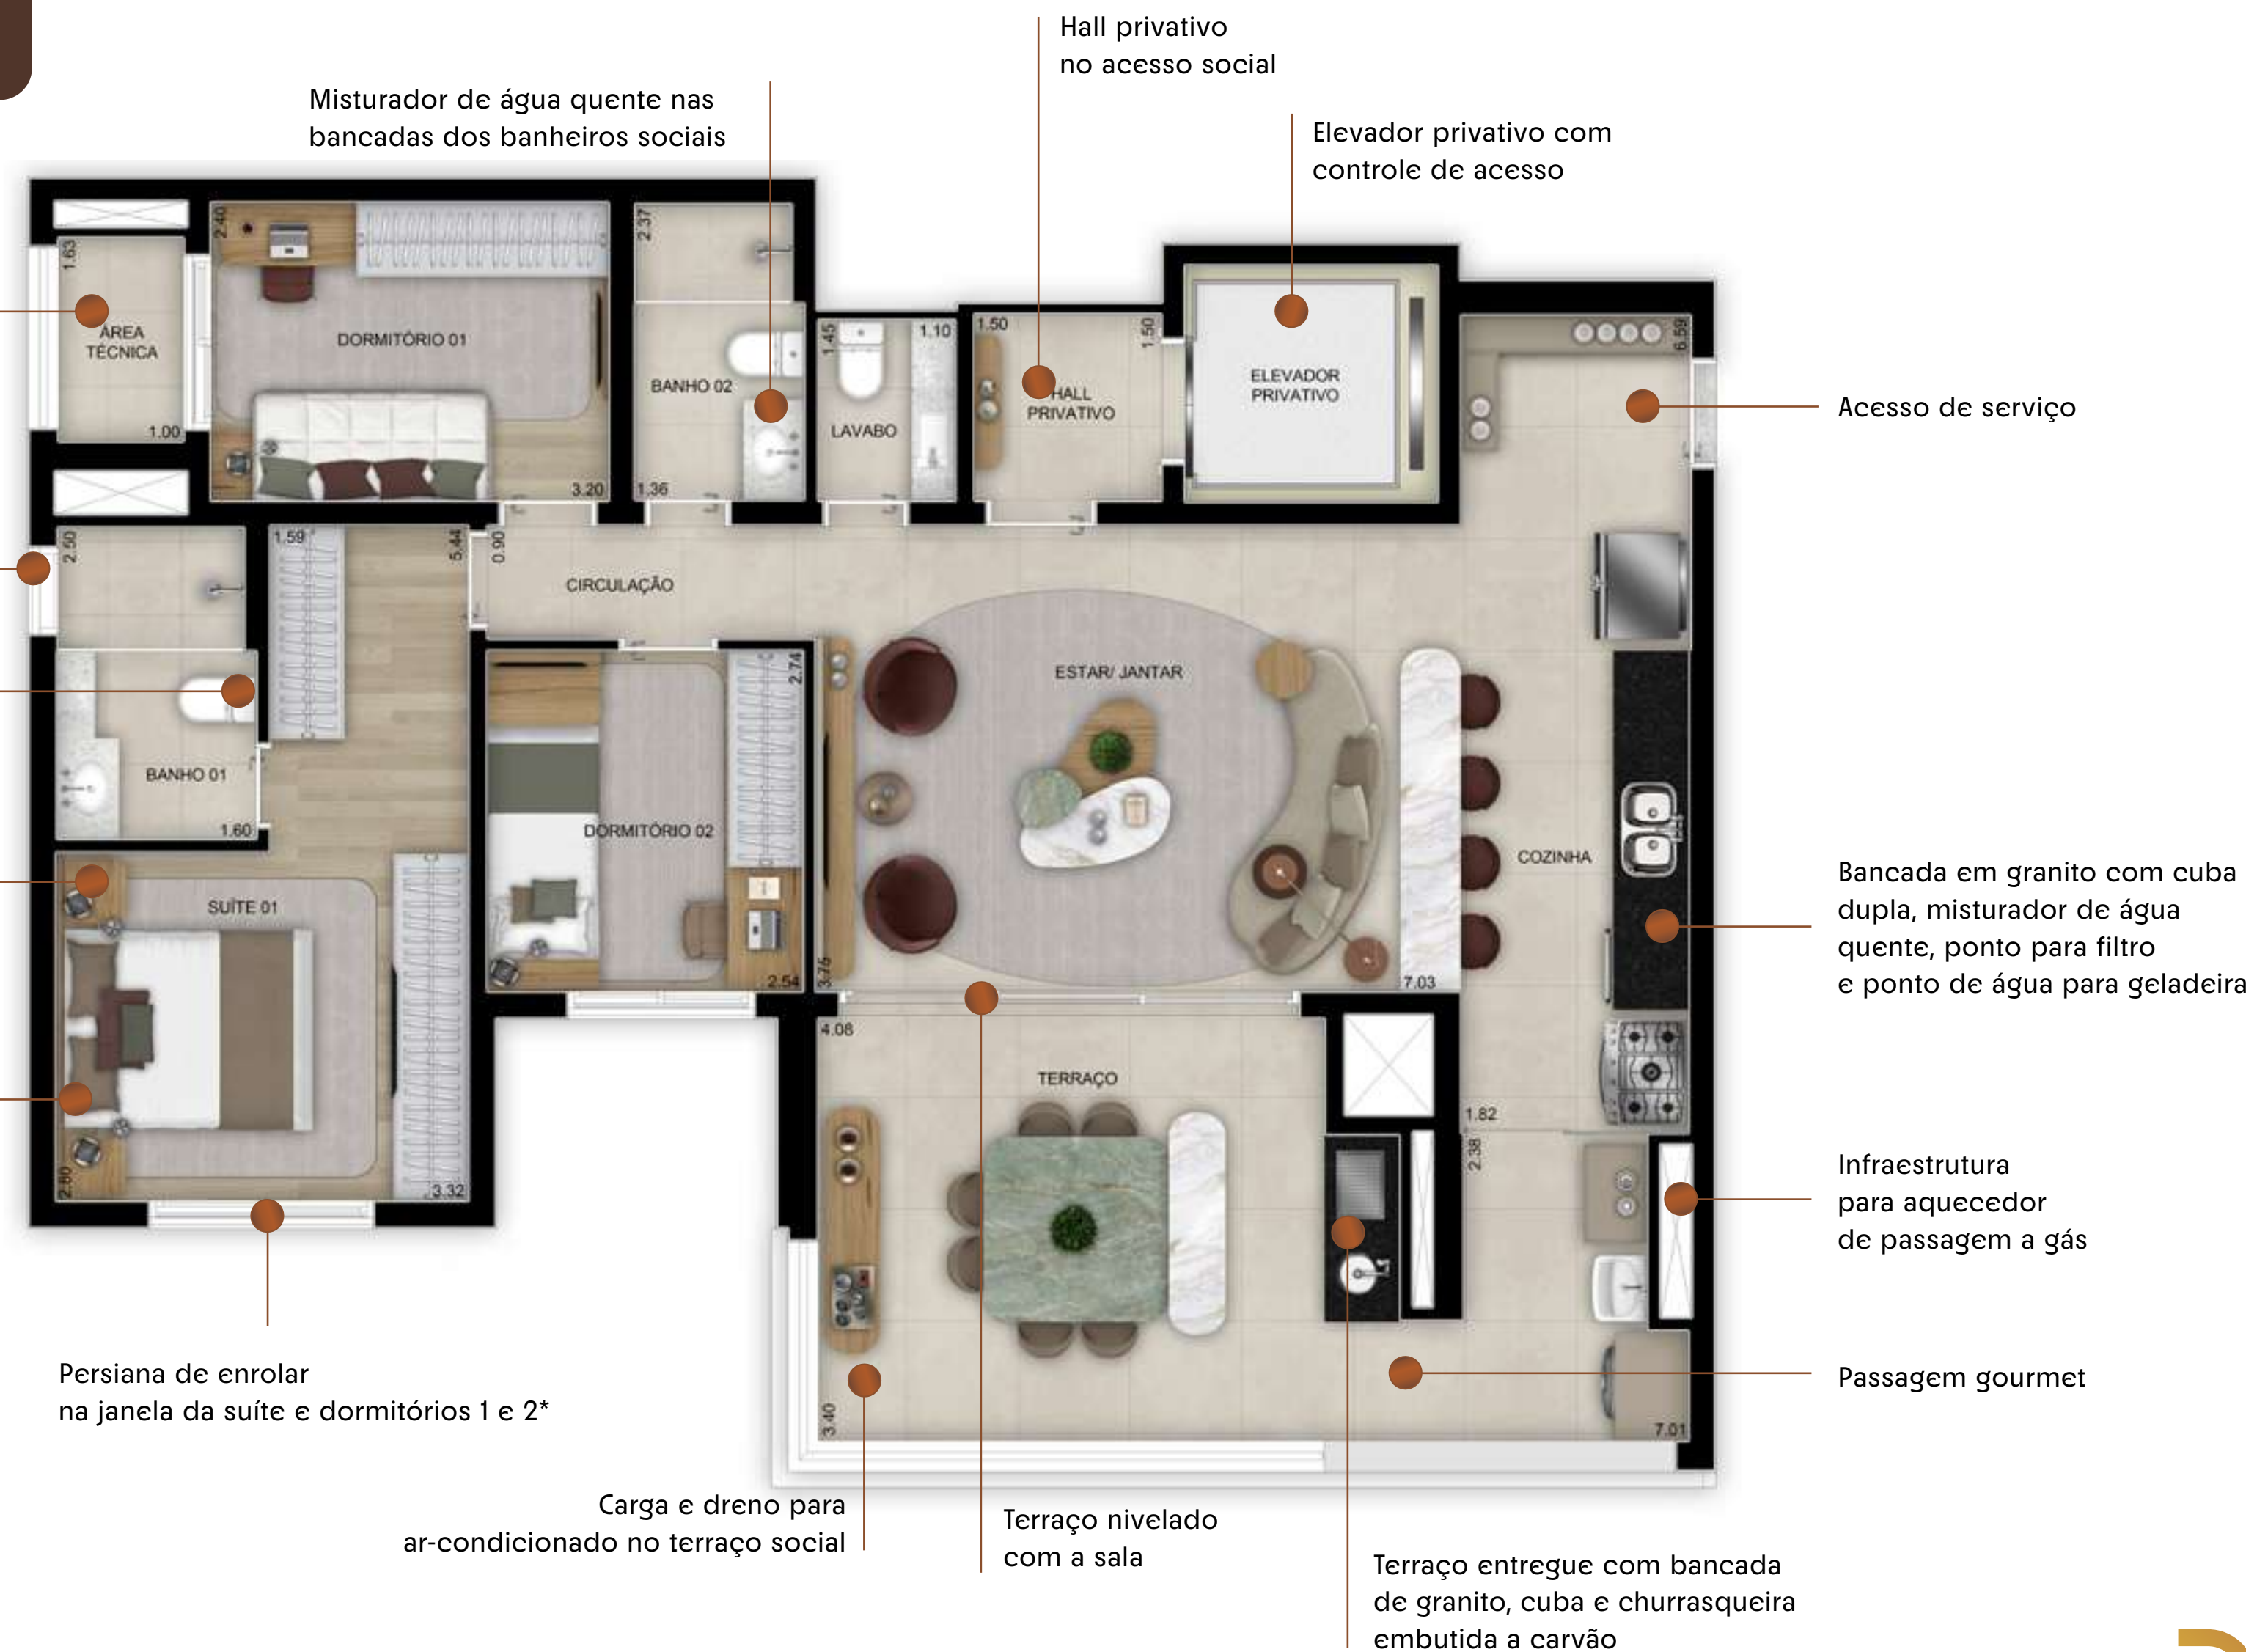 Hall privativo
no acesso social
Misturador de água quente nas
bancadas dos banheiros sociais
Elevador privativo com
controle de acesso
2.40
2.37
1.63
ÁREA
TÉCNICA
1.00
DORMITÓRIO 01
3.20
BANHO 02
1.36
1.45
1.10
LAVABO
1.50
1.50
HALL
PRIVATIVO
ELEVADOR
PRIVATIVO
6.59
Acesso de serviço
2.50
1.59
5.44
0.90
CIRCULAÇÃO
BANHO 01
1.60
2.74
DORMITÓRIO 02
2.54
ESTAR/ JANTAR
3.75
7.03
COZINHA
Bancada em granito com cuba
dupla, misturador de água
quente, ponto para filtro
e ponto de água para geladeira
SUÍTE 01
2.80
3.32
4.08
TERRAÇO
1.82
2.38
Infraestrutura
para aquecedor
de passagem a gás
Passagem gourmet
3.40
7.01
Persiana de enrolar
na janela da suíte e dormitórios 1 e 2*
Carga e dreno para
ar-condicionado no terraço social
Terraço nivelado
com a sala
Terraço entregue com bancada
de granito, cuba e churrasqueira
embutida a carvão